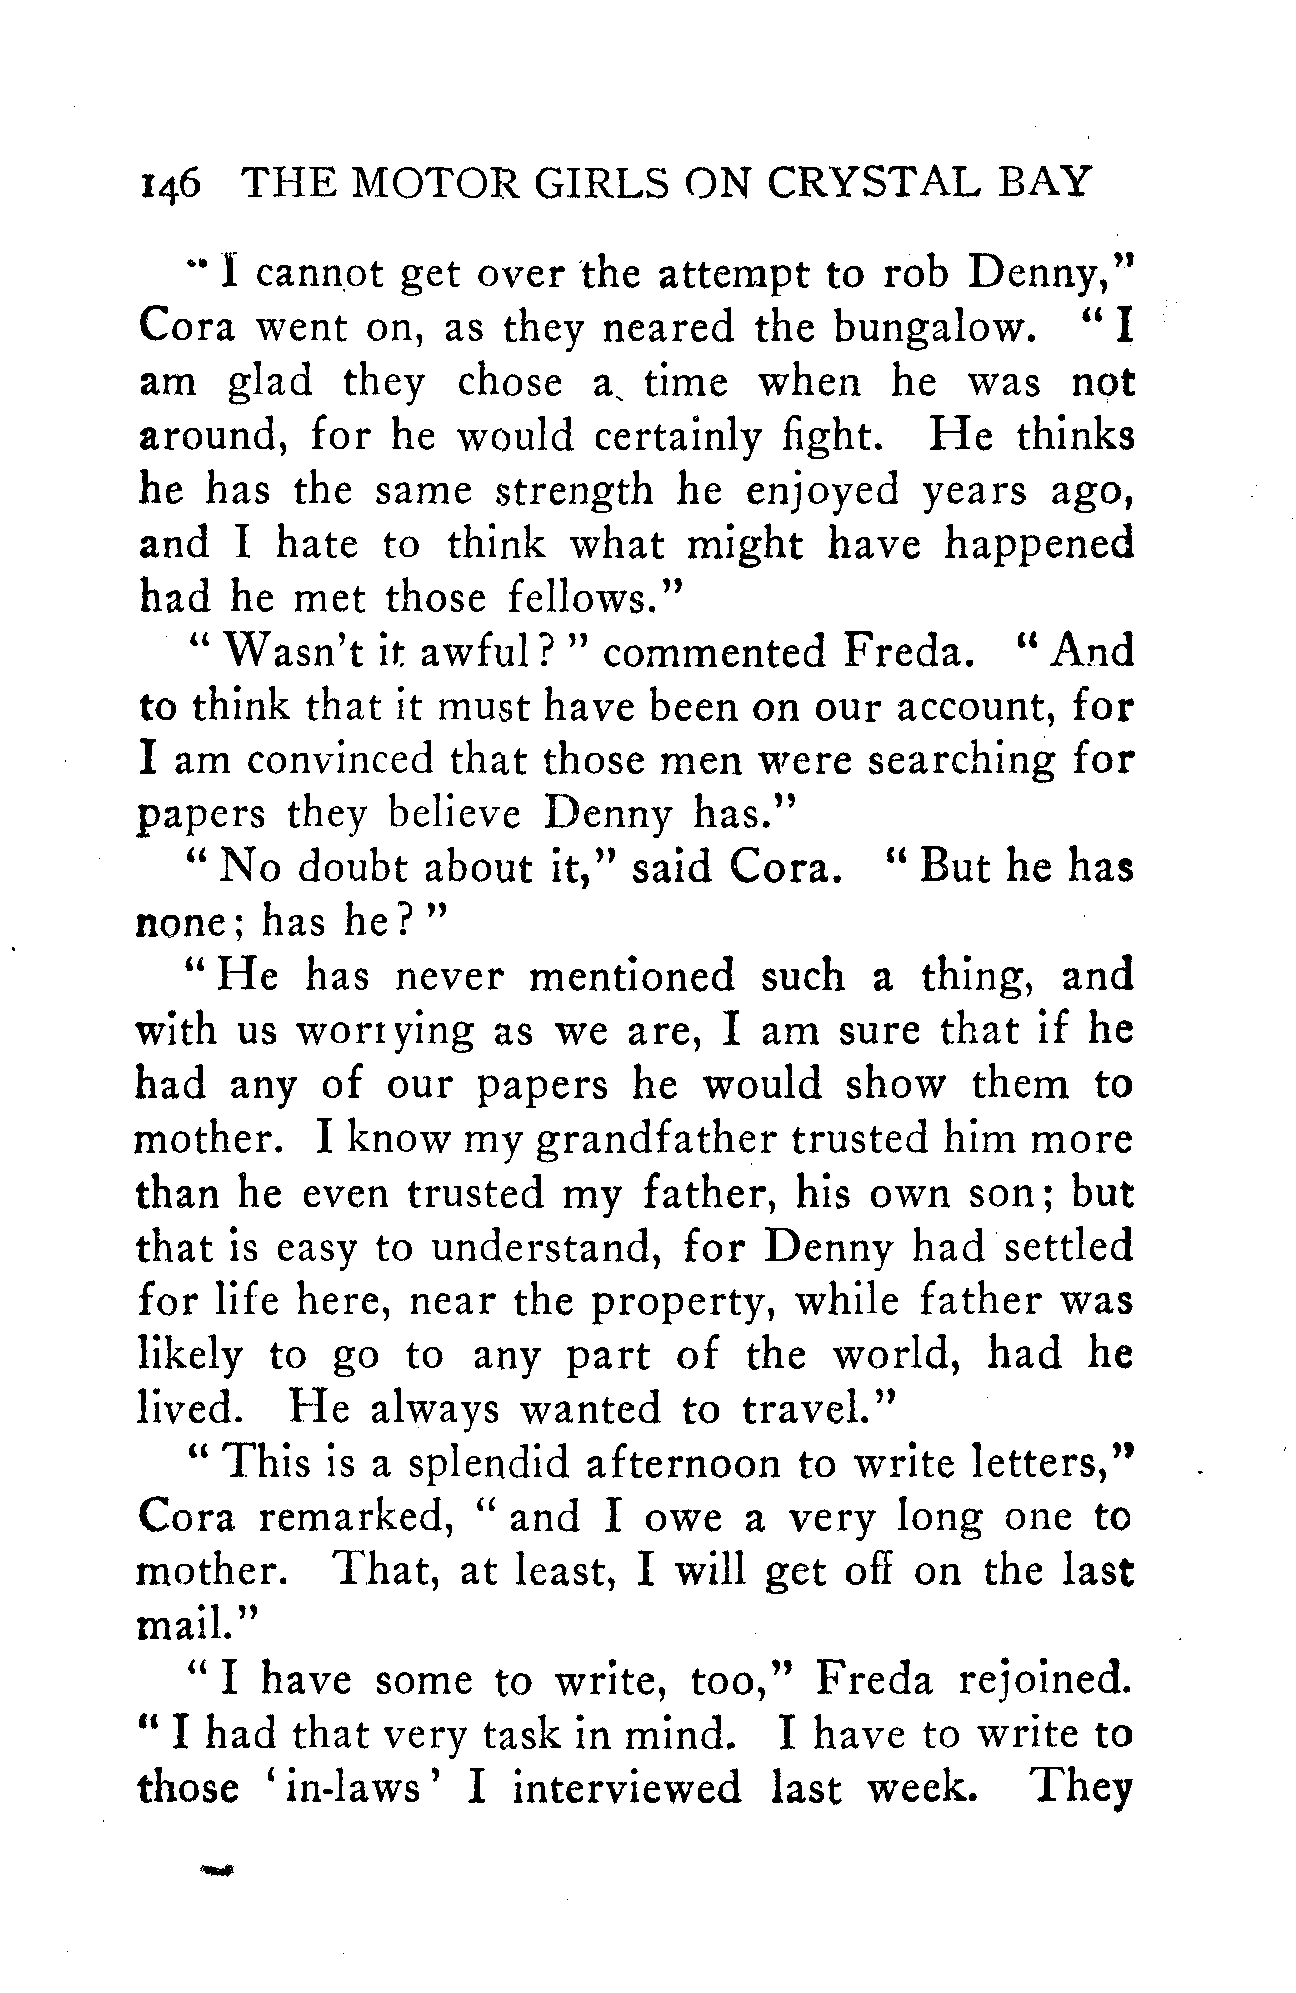 146 THE MOTOR GIRLS ON CRYSTAL BAY
"I cannot get over the attempt to rob Denny,"
Cora went on, as they neared the bungalow. "I
am glad they chose a time when he was not
around, for he would certainly fight. He thinks
he has the same strength he enjoyed years ago,
and I hate to think what might have happened
had he met those fellows."
"Wasn't it awful?" commented Freda. "And
to think that it must have been on our account, for
I am convinced that those men were searching for
papers they believe Denny has."
"No doubt about it," said Cora. "But he has
none; has he?"
"He has never mentioned such a thing, and
with us worrying as we are, I am sure that if he
had any of our papers he would show them to
mother. I know my grandfather trusted him more
than he even trusted my father, his own son; but
that is easy to understand, for Denny had settled
for life here, near the property, while father was
likely to go to any part of the world, had he
lived. He always wanted to travel."
"This is a splendid afternoon to write letters,"
Cora remarked, "and I owe a very long one to
mother. That, at least, I will get off on the last
mail."
"I have some to write, too," Freda rejoined.
"I had that very task in mind. I have to write to
those 'in-laws' I interviewed last week. They